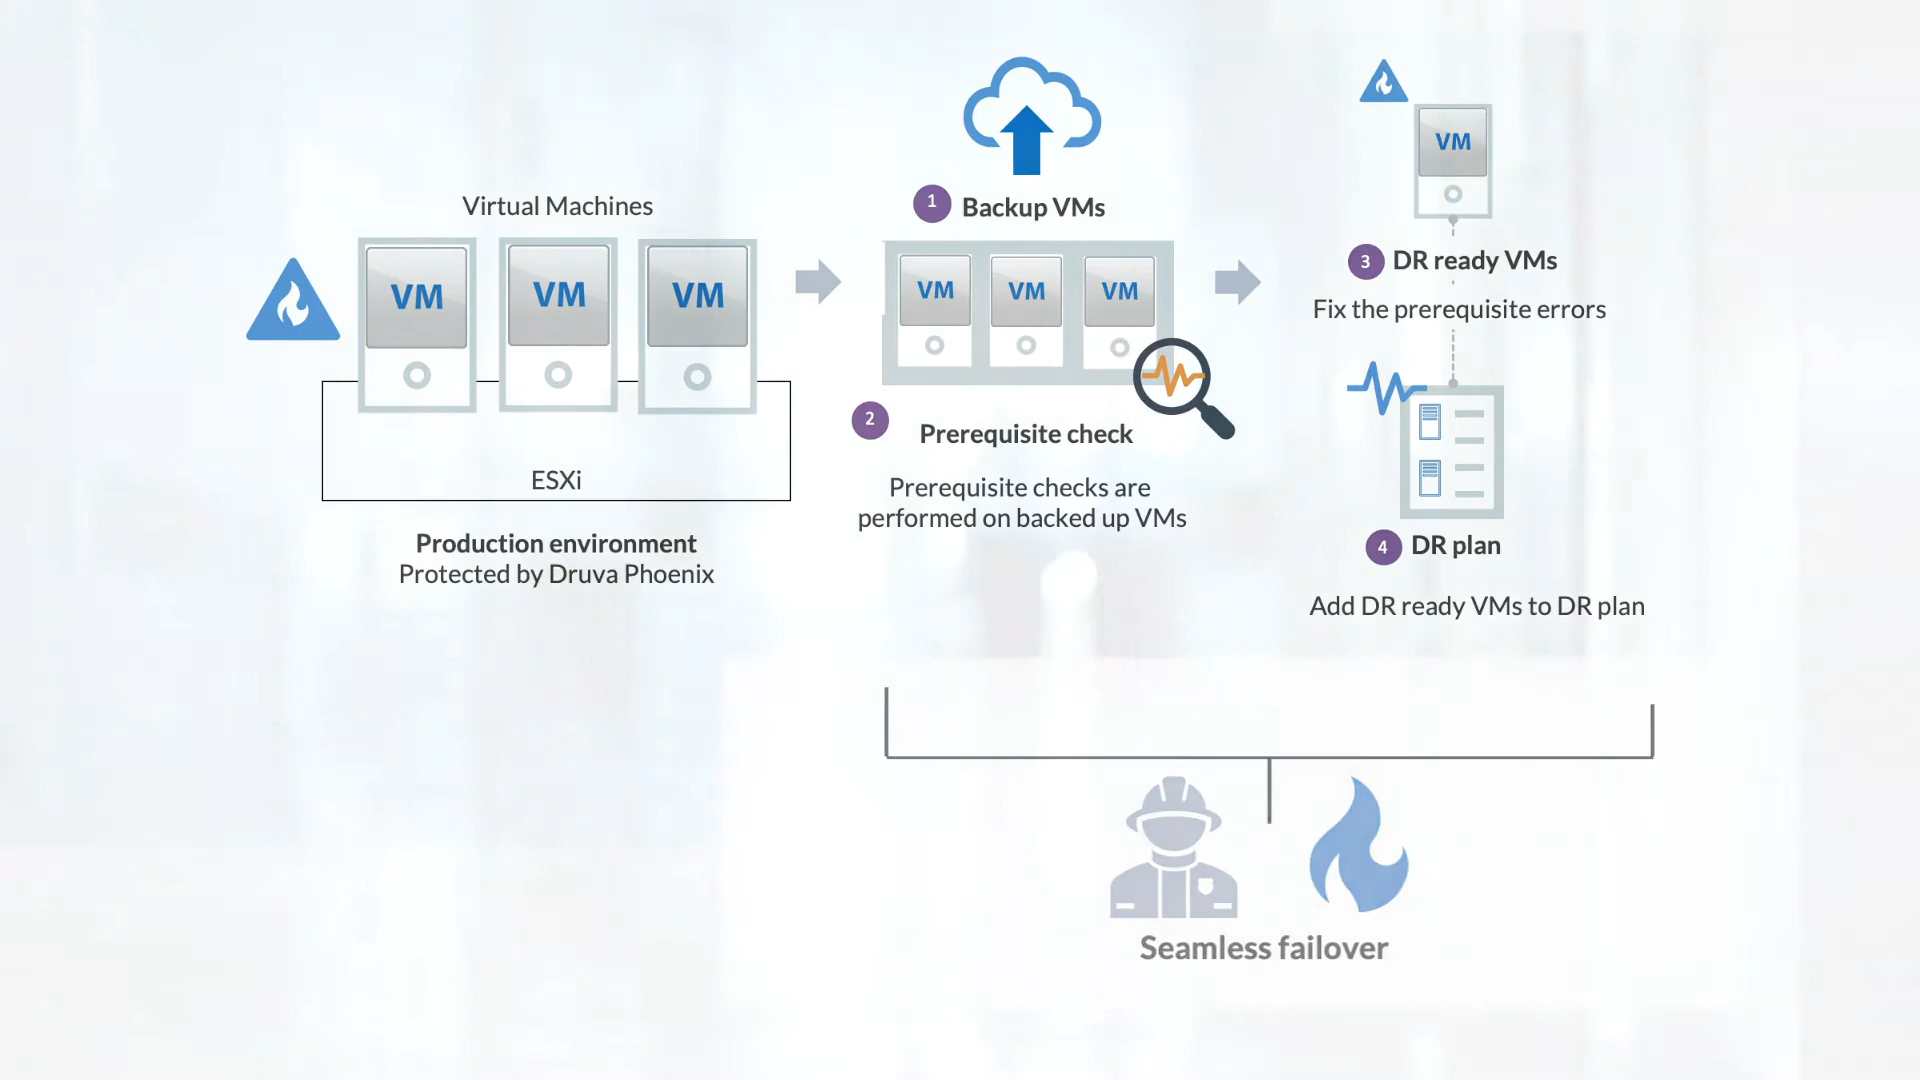 Virtual Machines
VM
VM
VM
ESXi
Production environment
Protected by Druva Phoenix
1
Backup VMs
VM
VM
VM
2
Prerequisite check
Prerequisite checks are
performed on backed up VMs
VM
3
DR ready VMs
Fix the prerequisite errors
4
DR plan
Add DR ready VMs to DR plan
Seamless failover